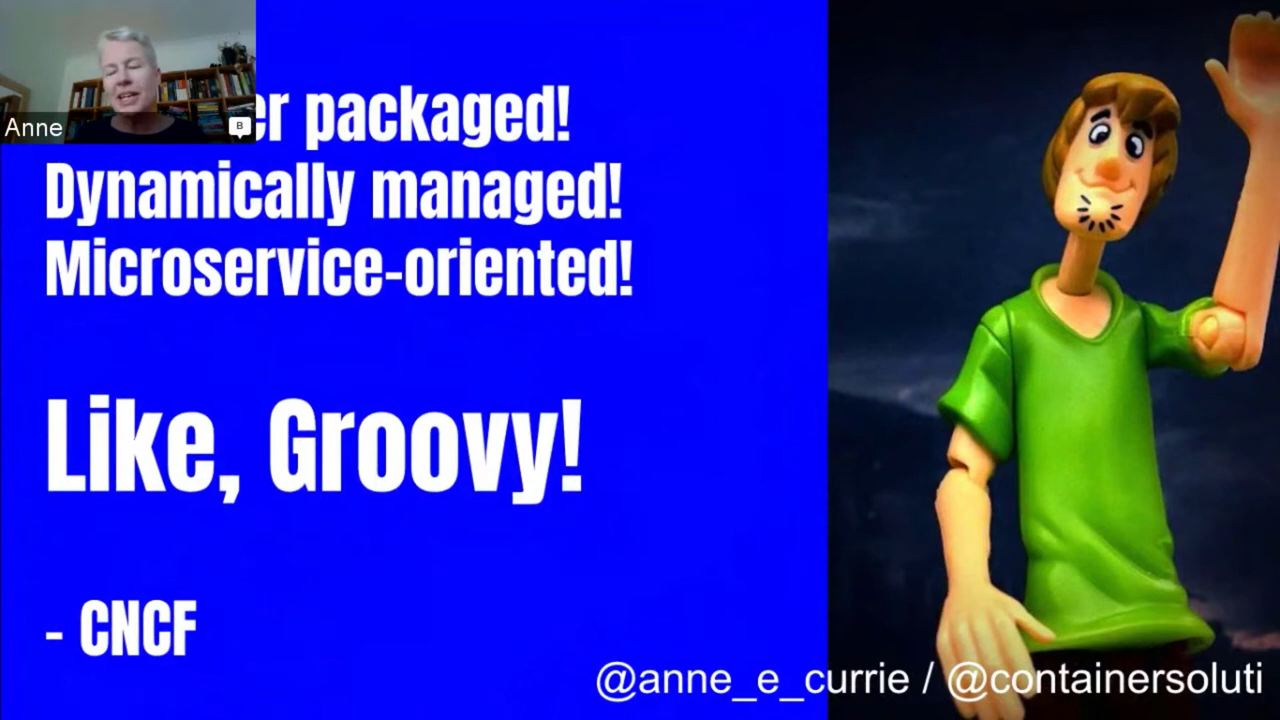 Anne
B
er packaged!
Dynamically managed!
Microservice-oriented!
Like, Groovy!
- CNCF
@anne_e_currie / @containersoluti